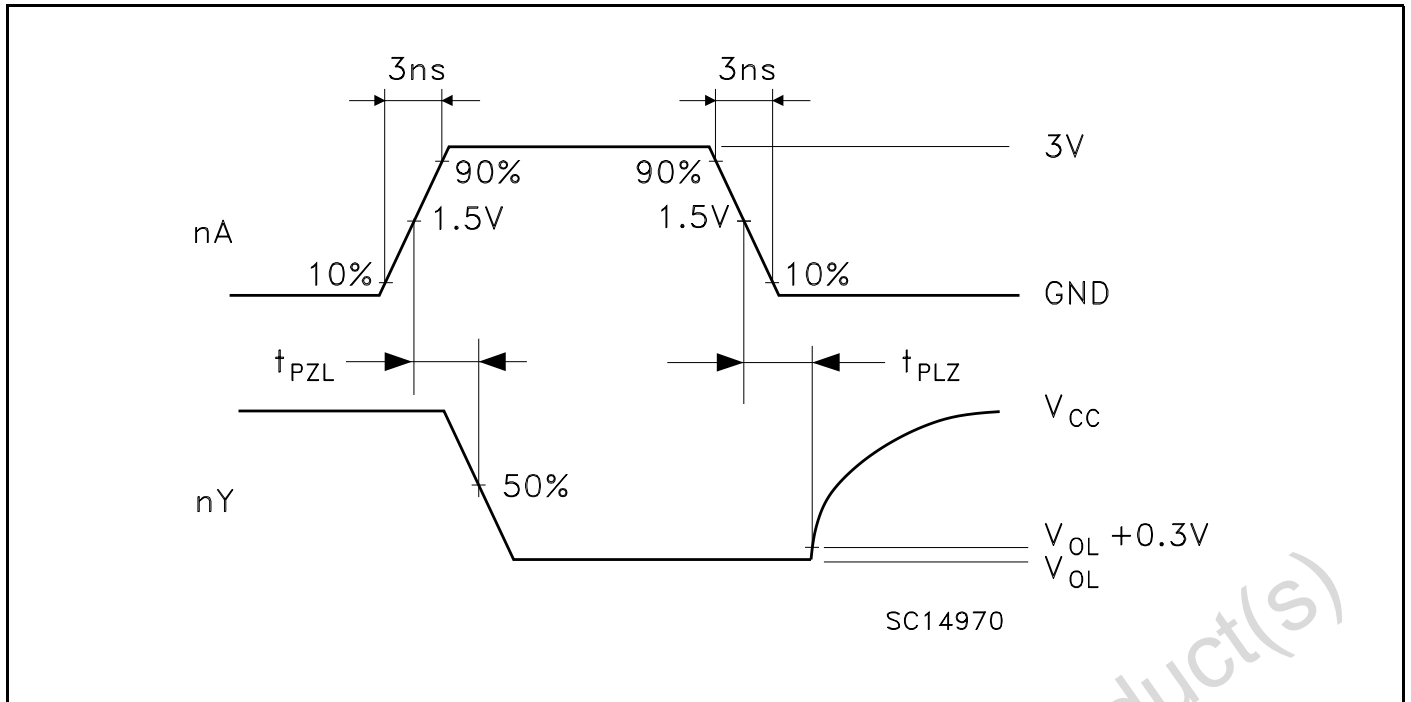 3ns 3ns
3V
90% 90%
1.5V 1.5V
nA
10% 10%
GND
tPZL tPLZ
VCC
50%
nY
VOL +0.3V
VOL
SC14970
duct(s)